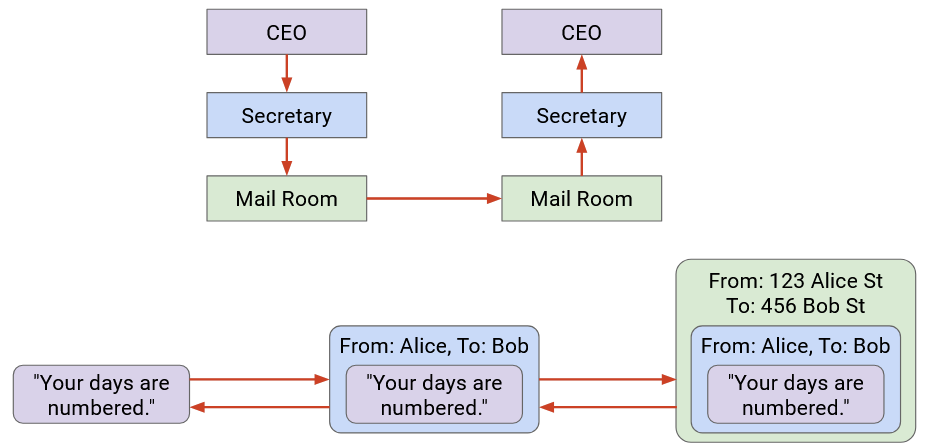 CEO
CEO
Secretary
Secretary
Mail Room
Mail Room
From: 123 Alice St
To: 456 Bob St
From: Alice, To: Bob
From: Alice, To: Bob
"Your days are
numbered."
"Your days are
numbered."
"Your days are
numbered."